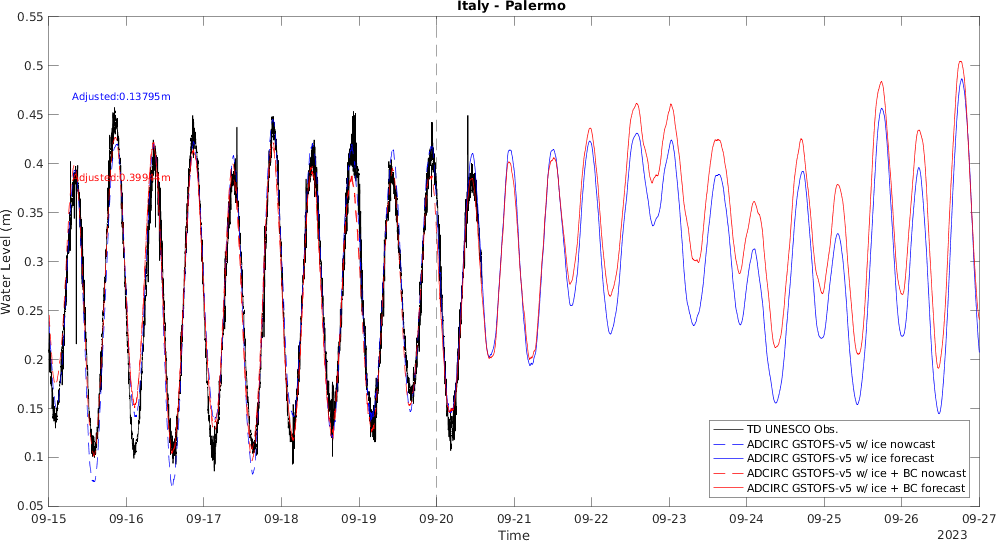 Italy - Palermo
0.55
0.5
0.45
0.4
0.35
0.3
0.25
0.2
0.15
0.1
0.05
Water Level (m)
Adjusted:0.13795m
09-15 09-16 09-17 09-18 09-19 09-20 09-21 09-22 09-23 09-24 09-25 09-26 09-27
Time
2023
TD UNESCO Obs.
ADCIRC GSTOFS-v5 w/ ice nowcast
ADCIRC GSTOFS-v5 w/ ice forecast
ADCIRC GSTOFS-v5 w/ ice + BC nowcast
ADCIRC GSTOFS-v5 w/ ice + BC forecast